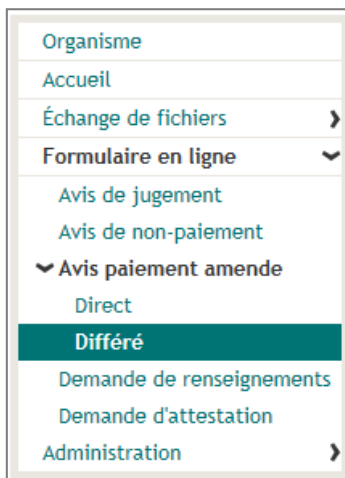 Organisme
Accueil
Échange de fichiers
Formulaire en ligne
Avis de jugement
Avis de non-paiement
Avis paiement amende
Direct
Différé
Demande de renseignements
Demande d'attestation
Administration